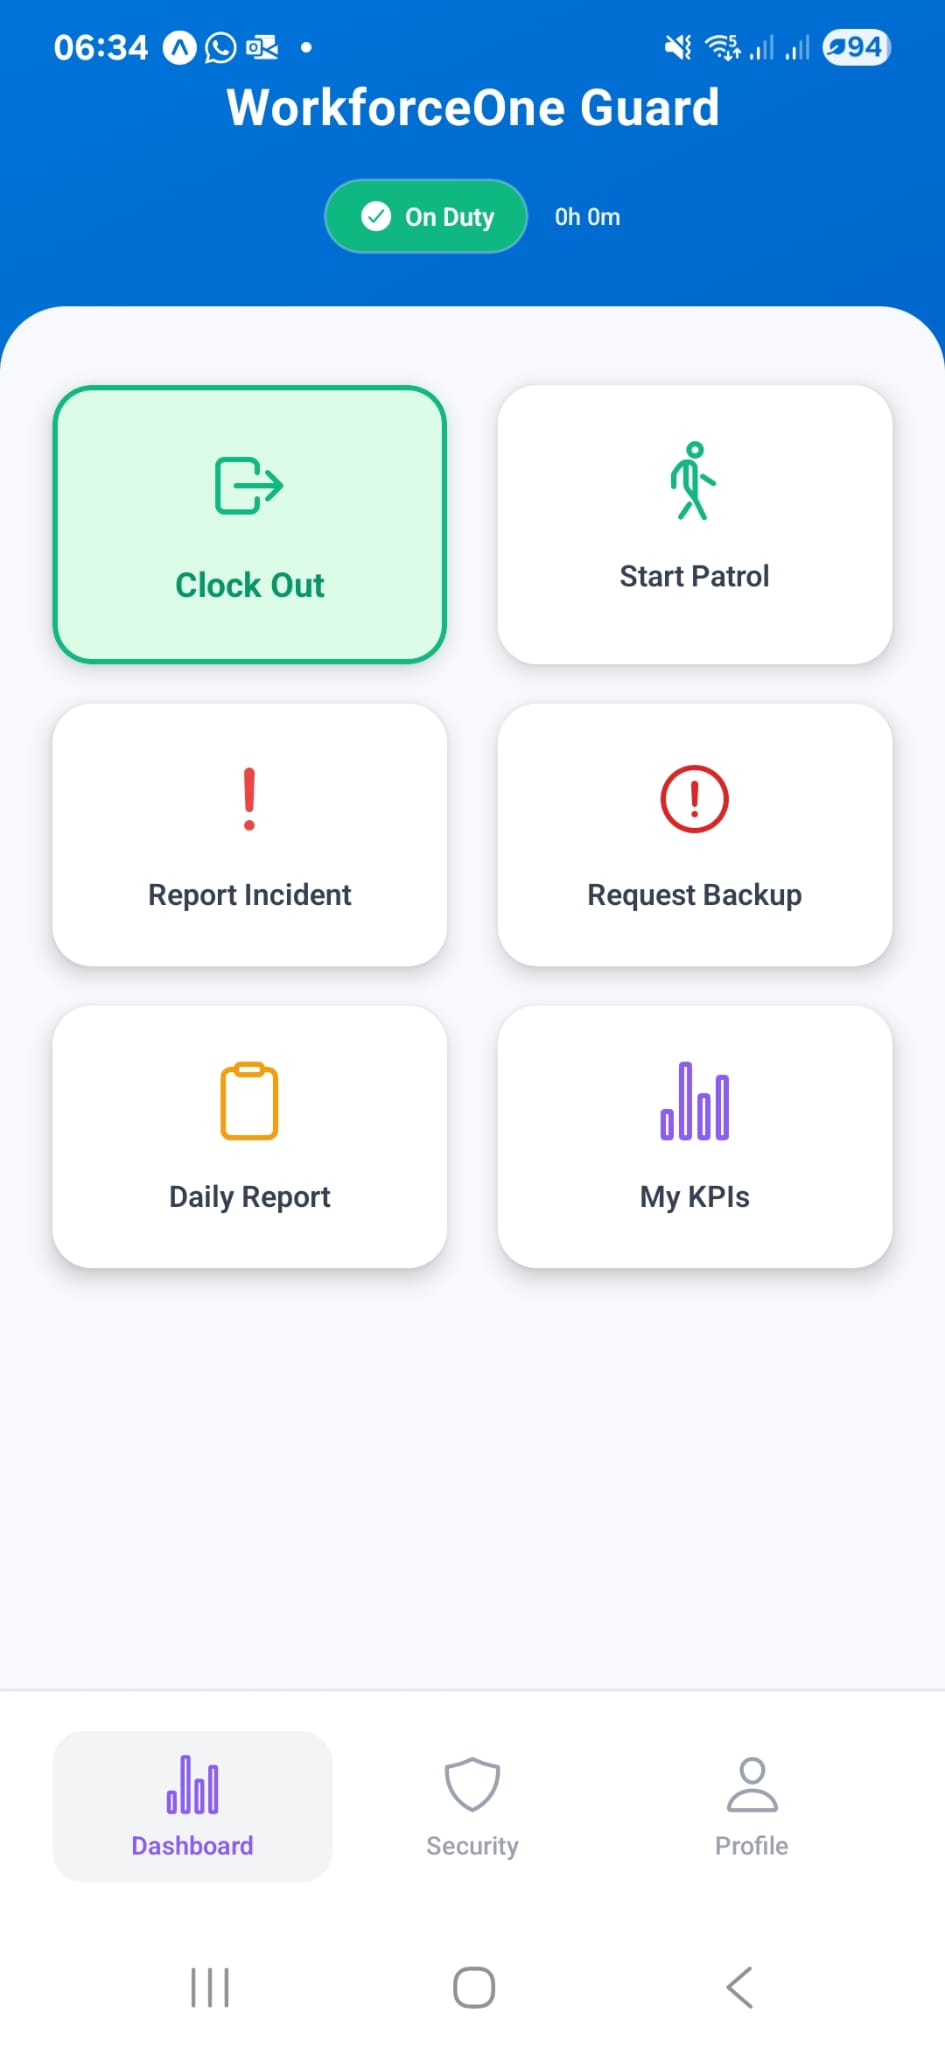 06:34
5
94
WorkforceOne Guard
On Duty 0h 0m
Clock Out
Start Patrol
Report Incident
Request Backup
Daily Report
My KPIs
Dashboard
Security
Profile